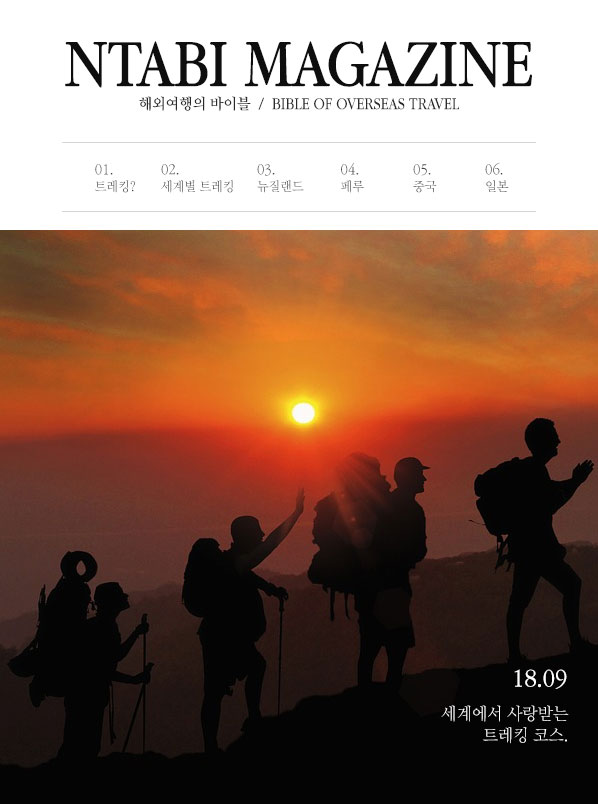 NTABI MAGAZINE
해외여행의 바이블 / BIBLE OF OVERSEAS TRAVEL
01. 02. 03. 04. 05. 06.
트레킹? 세계별 트레킹 뉴질랜드 페루 중국 일본
18.09
세계에서 사랑받는
트레킹 코스.